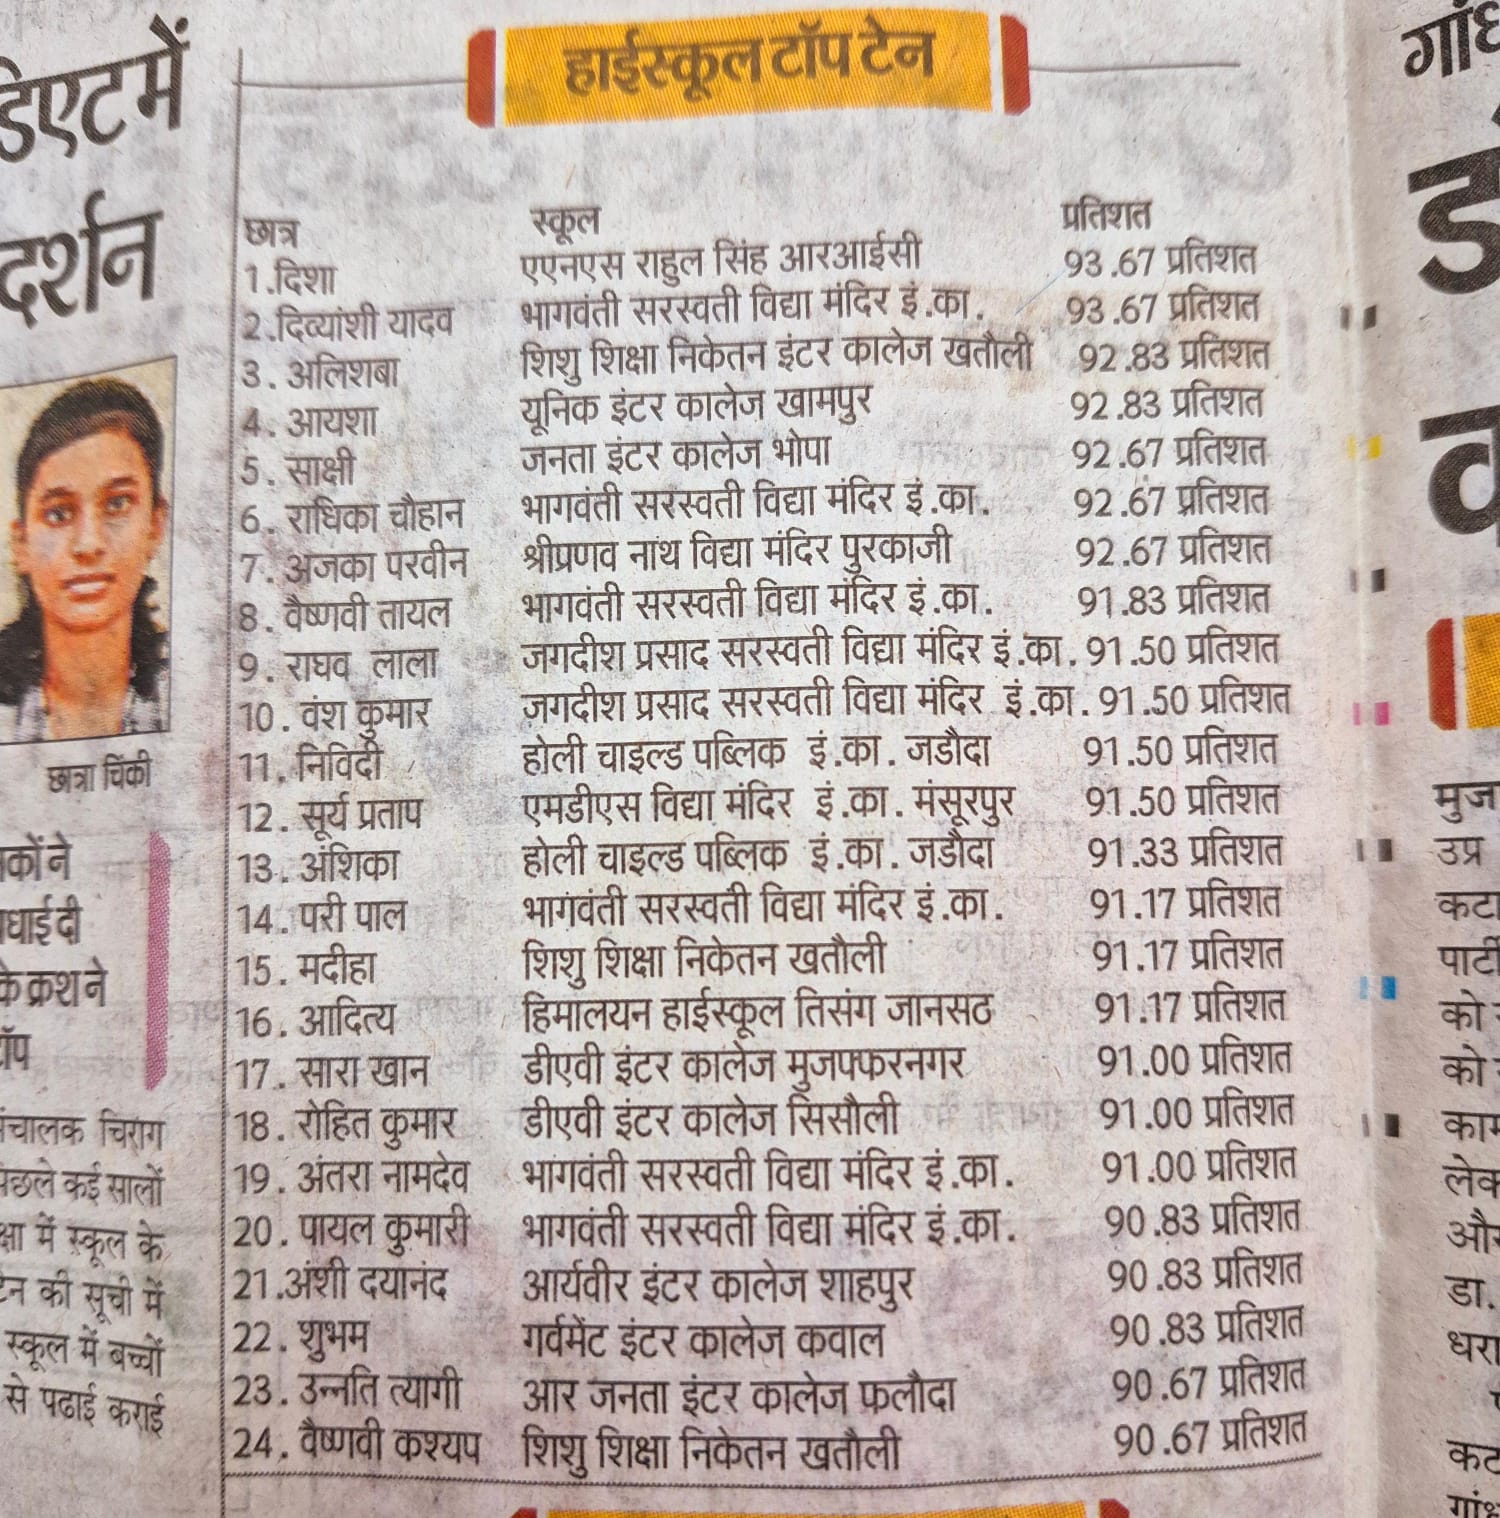 डिएट में
दर्शन
छात्रा चिंकी
कों ने
धाई दी
के क्रश ने
टॉप
संचालक चिराग
पिछले कई सालों
क्षा में स्कूल के
टेन की सूची में
स्कूल में बच्चों
से पढाई कराई
हाईस्कूल टॉप टेन
छात्र स्कूल प्रतिशत
1.दिशा एएनएस राहुल सिंह आरआईसी 93.67 प्रतिशत
2.दिव्यांशी यादव भागवंती सरस्वती विद्या मंदिर इं.का. 93.67 प्रतिशत
3. अलिशबा शिशु शिक्षा निकेतन इंटर कालेज खतौली 92.83 प्रतिशत
4. आयशा यूनिक इंटर कालेज खामपुर 92.83 प्रतिशत
5. साक्षी जनता इंटर कालेज भोपा 92.67 प्रतिशत
6. राधिका चौहान भागवंती सरस्वती विद्या मंदिर इं.का. 92.67 प्रतिशत
7. अजका परवीन श्रीप्रणव नाथ विद्या मंदिर पुरकाजी 92.67 प्रतिशत
8. वैष्णवी तायल भागवंती सरस्वती विद्या मंदिर इं.का. 91.83 प्रतिशत
9. राघव लाला जगदीश प्रसाद सरस्वती विद्या मंदिर इं.का. 91.50 प्रतिशत
10. वंश कुमार जगदीश प्रसाद सरस्वती विद्या मंदिर इं.का. 91.50 प्रतिशत
11. निविदी होली चाइल्ड पब्लिक इं.का. जडौदा 91.50 प्रतिशत
12. सूर्य प्रताप एमडीएस विद्या मंदिर इं.का. मंसूरपुर 91.50 प्रतिशत
13. अंशिका होली चाइल्ड पब्लिक इं.का. जडौदा 91.33 प्रतिशत
14. परी पाल भागवंती सरस्वती विद्या मंदिर इं.का. 91.17 प्रतिशत
15. मदीहा शिशु शिक्षा निकेतन खतौली 91.17 प्रतिशत
16. आदित्य हिमालयन हाईस्कूल तिसंग जानसठ 91.17 प्रतिशत
17. सारा खान डीएवी इंटर कालेज मुजफ्फरनगर 91.00 प्रतिशत
18. रोहित कुमार डीएवी इंटर कालेज सिसौली 91.00 प्रतिशत
19. अंतरा नामदेव भागवंती सरस्वती विद्या मंदिर इं.का. 91.00 प्रतिशत
20. पायल कुमारी भागवंती सरस्वती विद्या मंदिर इं.का. 90.83 प्रतिशत
21.अंशी दयानंद आर्यवीर इंटर कालेज शाहपुर 90.83 प्रतिशत
22. शुभम गर्वमेंट इंटर कालेज कवाल 90.83 प्रतिशत
23. उन्नति त्यागी आर जनता इंटर कालेज फलौदा 90.67 प्रतिशत
24. वैष्णवी कश्यप शिशु शिक्षा निकेतन खतौली 90.67 प्रतिशत
उप्र
को
को
डा.